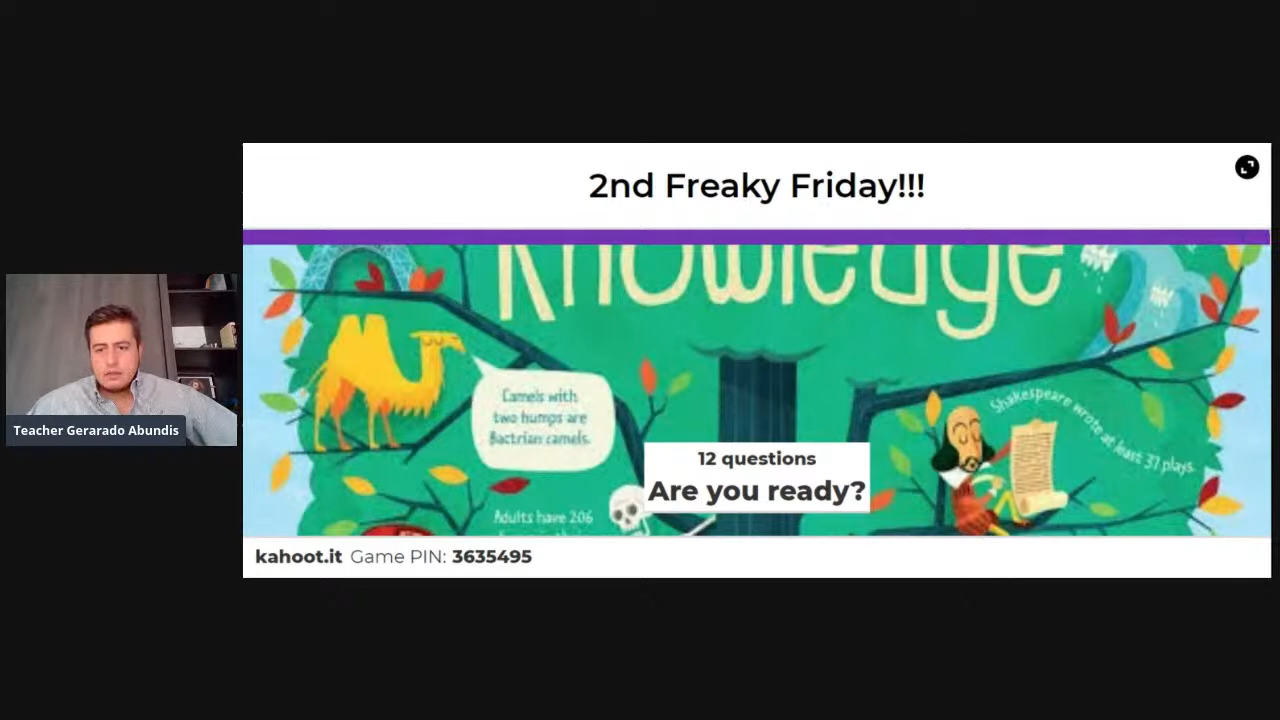 2nd Freaky Friday!!!
Knowledge
Camels with
two humps are
Bactrian camels.
Shakespeare wrote at least 37 plays.
12 questions
Are you ready?
Adults have 206
kahoot.it Game PIN: 3635495
Teacher Gerarado Abundis